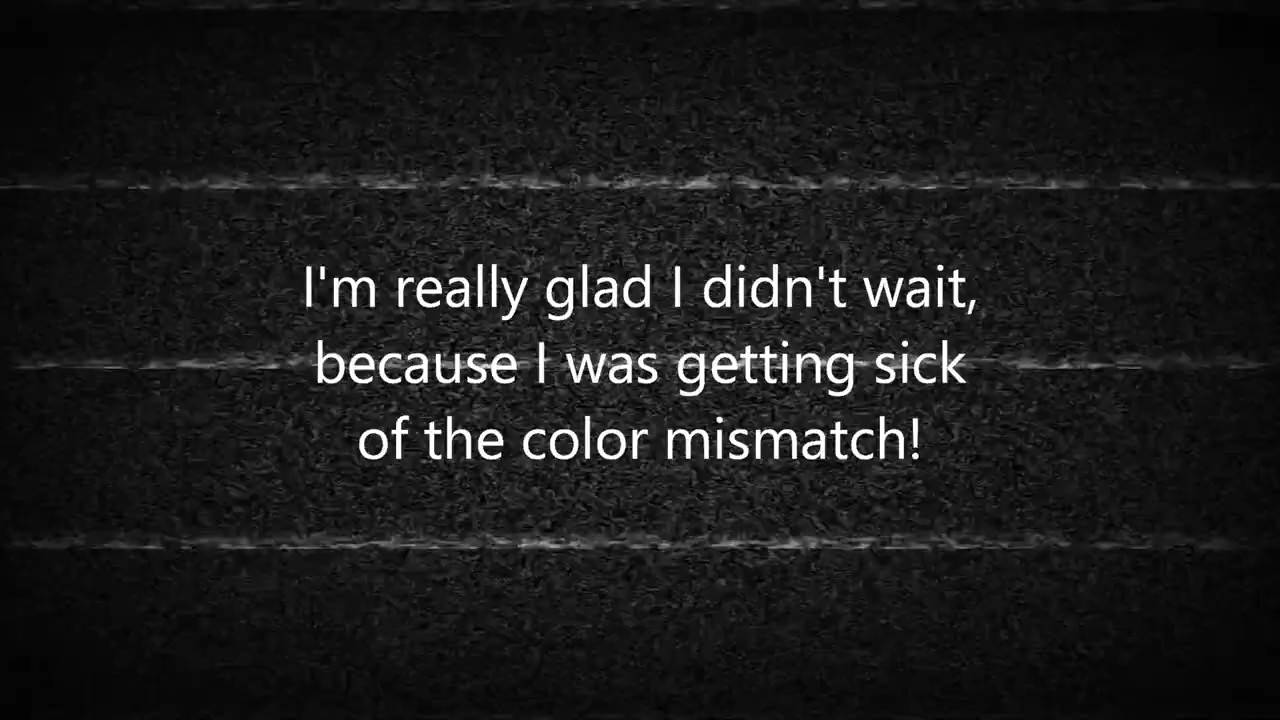 I'm really glad I didn't wait,
because I was getting sick
of the color mismatch!